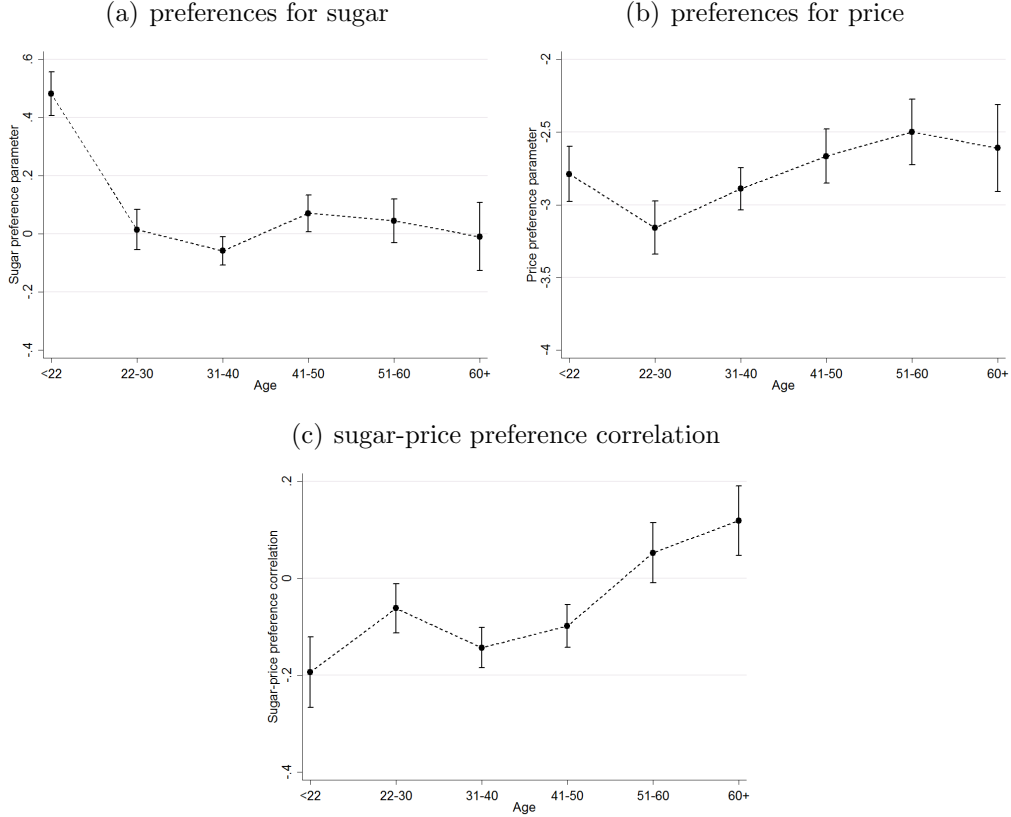 (a) preferences for sugar
Sugar preference parameter
.6
.4
.2
0
-.2
-.4
<22 22-30 31-40 41-50 51-60 60+
Age
(b) preferences for price
Price preference parameter
-2
-2.5
-3
-3.5
-4
<22 22-30 31-40 41-50 51-60 60+
Age
(c) sugar-price preference correlation
Sugar-price preference correlation
.2
0
-.2
-.4
<22 22-30 31-40 41-50 51-60 60+
Age